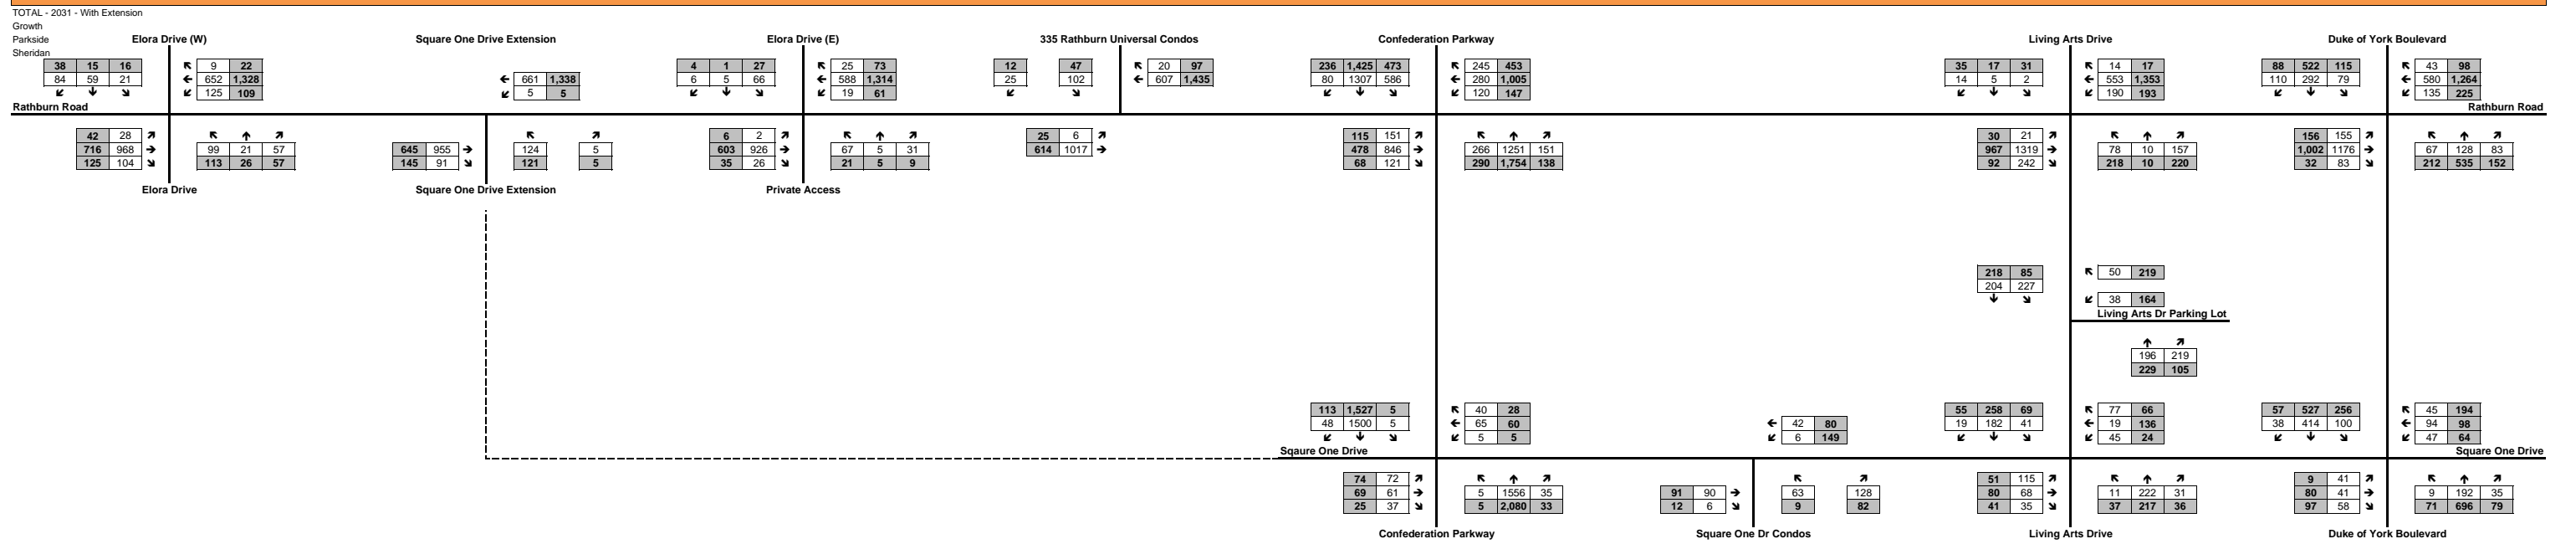 TOTAL - 2031 - With Extension
Growth
Parkside
Sheridan
Elora Drive (W) Square One Drive Extension Elora Drive (E) 335 Rathburn Universal Condos Confederation Parkway Living Arts Drive Duke of York Boulevard
38 15 16 ↖ 9 22 4 1 27 ↖ 25 73 12 47 ↖ 20 97 236 1,425 473 ↖ 245 453 35 17 31 ↖ 14 17 88 522 115 ↖ 43 98
84 59 21 ← 652 1,328 ← 661 1,338 6 5 66 ← 588 1,314 25 102 ← 607 1,435 80 1307 586 ← 280 1,005 14 5 2 ← 553 1,353 110 292 79 ← 580 1,264
↙ ↓ ↘ ↙ 125 109 ↙ 5 5 ↙ ↓ ↘ ↙ 19 61 ↙ ↘ ↙ ↓ ↘ ↙ 120 147 ↙ ↓ ↘ ↙ 190 193 ↙ ↓ ↘ ↙ 135 225
Rathburn Road Rathburn Road
42 28 ↗ ↖ ↑ ↗ ↖ ↗ 6 2 ↗ ↖ ↑ ↗ 25 6 ↗ 115 151 ↗ ↖ ↑ ↗ 30 21 ↗ ↖ ↑ ↗ 156 155 ↗ ↖ ↑ ↗
716 968 → 99 21 57 645 955 → 124 5 603 926 → 67 5 31 614 1017 → 478 846 → 266 1251 151 967 1319 → 78 10 157 1,002 1176 → 67 128 83
125 104 ↘ 113 26 57 145 91 ↘ 121 5 35 26 ↘ 21 5 9 68 121 ↘ 290 1,754 138 92 242 ↘ 218 10 220 32 83 ↘ 212 535 152
Elora Drive Square One Drive Extension Private Access
218 85 ↖ 50 219
204 227
↓ ↘ ↙ 38 164
Living Arts Dr Parking Lot
↑ ↗
196 219
229 105
113 1,527 5 ↖ 40 28 55 258 69 ↖ 77 66 57 527 256 ↖ 45 194
48 1500 5 ← 65 60 ← 42 80 19 182 41 ← 19 136 38 414 100 ← 94 98
↙ ↓ ↘ ↙ 5 5 ↙ 6 149 ↙ ↓ ↘ ↙ 45 24 ↙ ↓ ↘ ↙ 47 64
Sqaure One Drive Square One Drive
74 72 ↗ ↖ ↑ ↗ ↖ ↗ 51 115 ↗ ↖ ↑ ↗ 9 41 ↗ ↖ ↑ ↗
69 61 → 5 1556 35 91 90 → 63 128 80 68 → 11 222 31 80 41 → 9 192 35
25 37 ↘ 5 2,080 33 12 6 ↘ 9 82 41 35 ↘ 37 217 36 97 58 ↘ 71 696 79
Confederation Parkway Square One Dr Condos Living Arts Drive Duke of York Boulevard